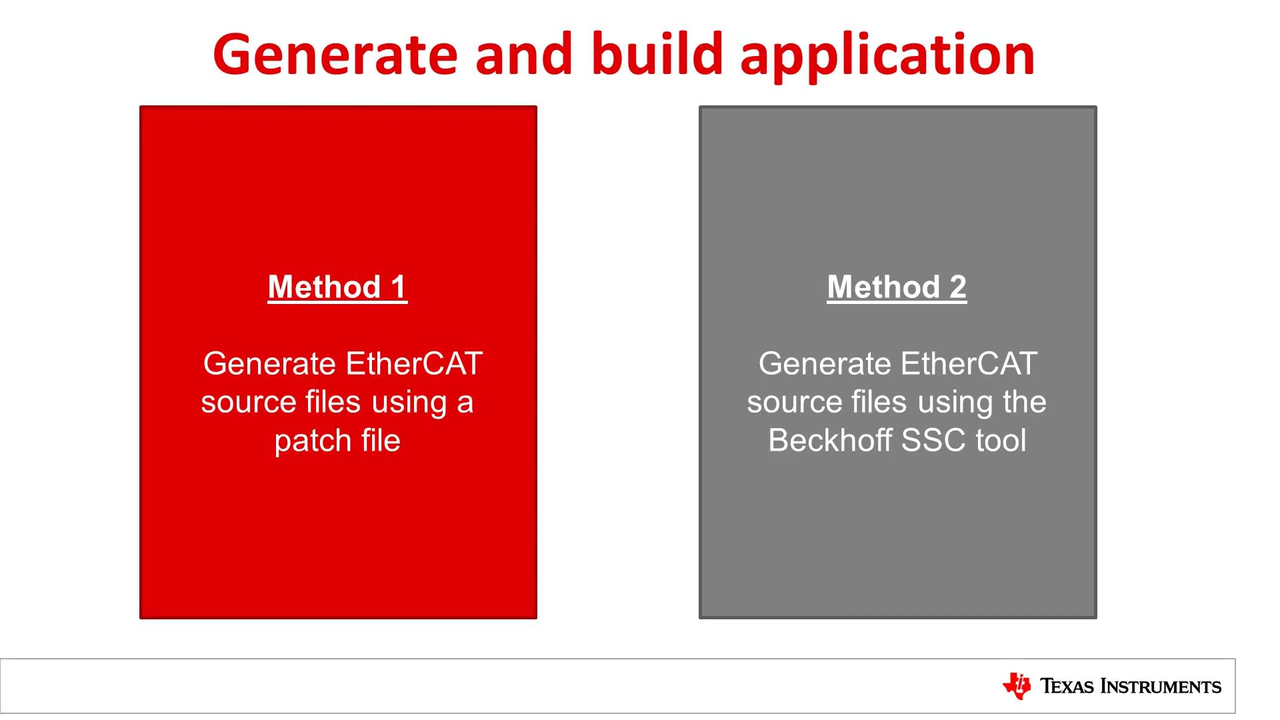 Generate and build application
Method 1
Generate EtherCAT
source files using a
patch file
Method 2
Generate EtherCAT
source files using the
Beckhoff SSC tool
TEXAS INSTRUMENTS